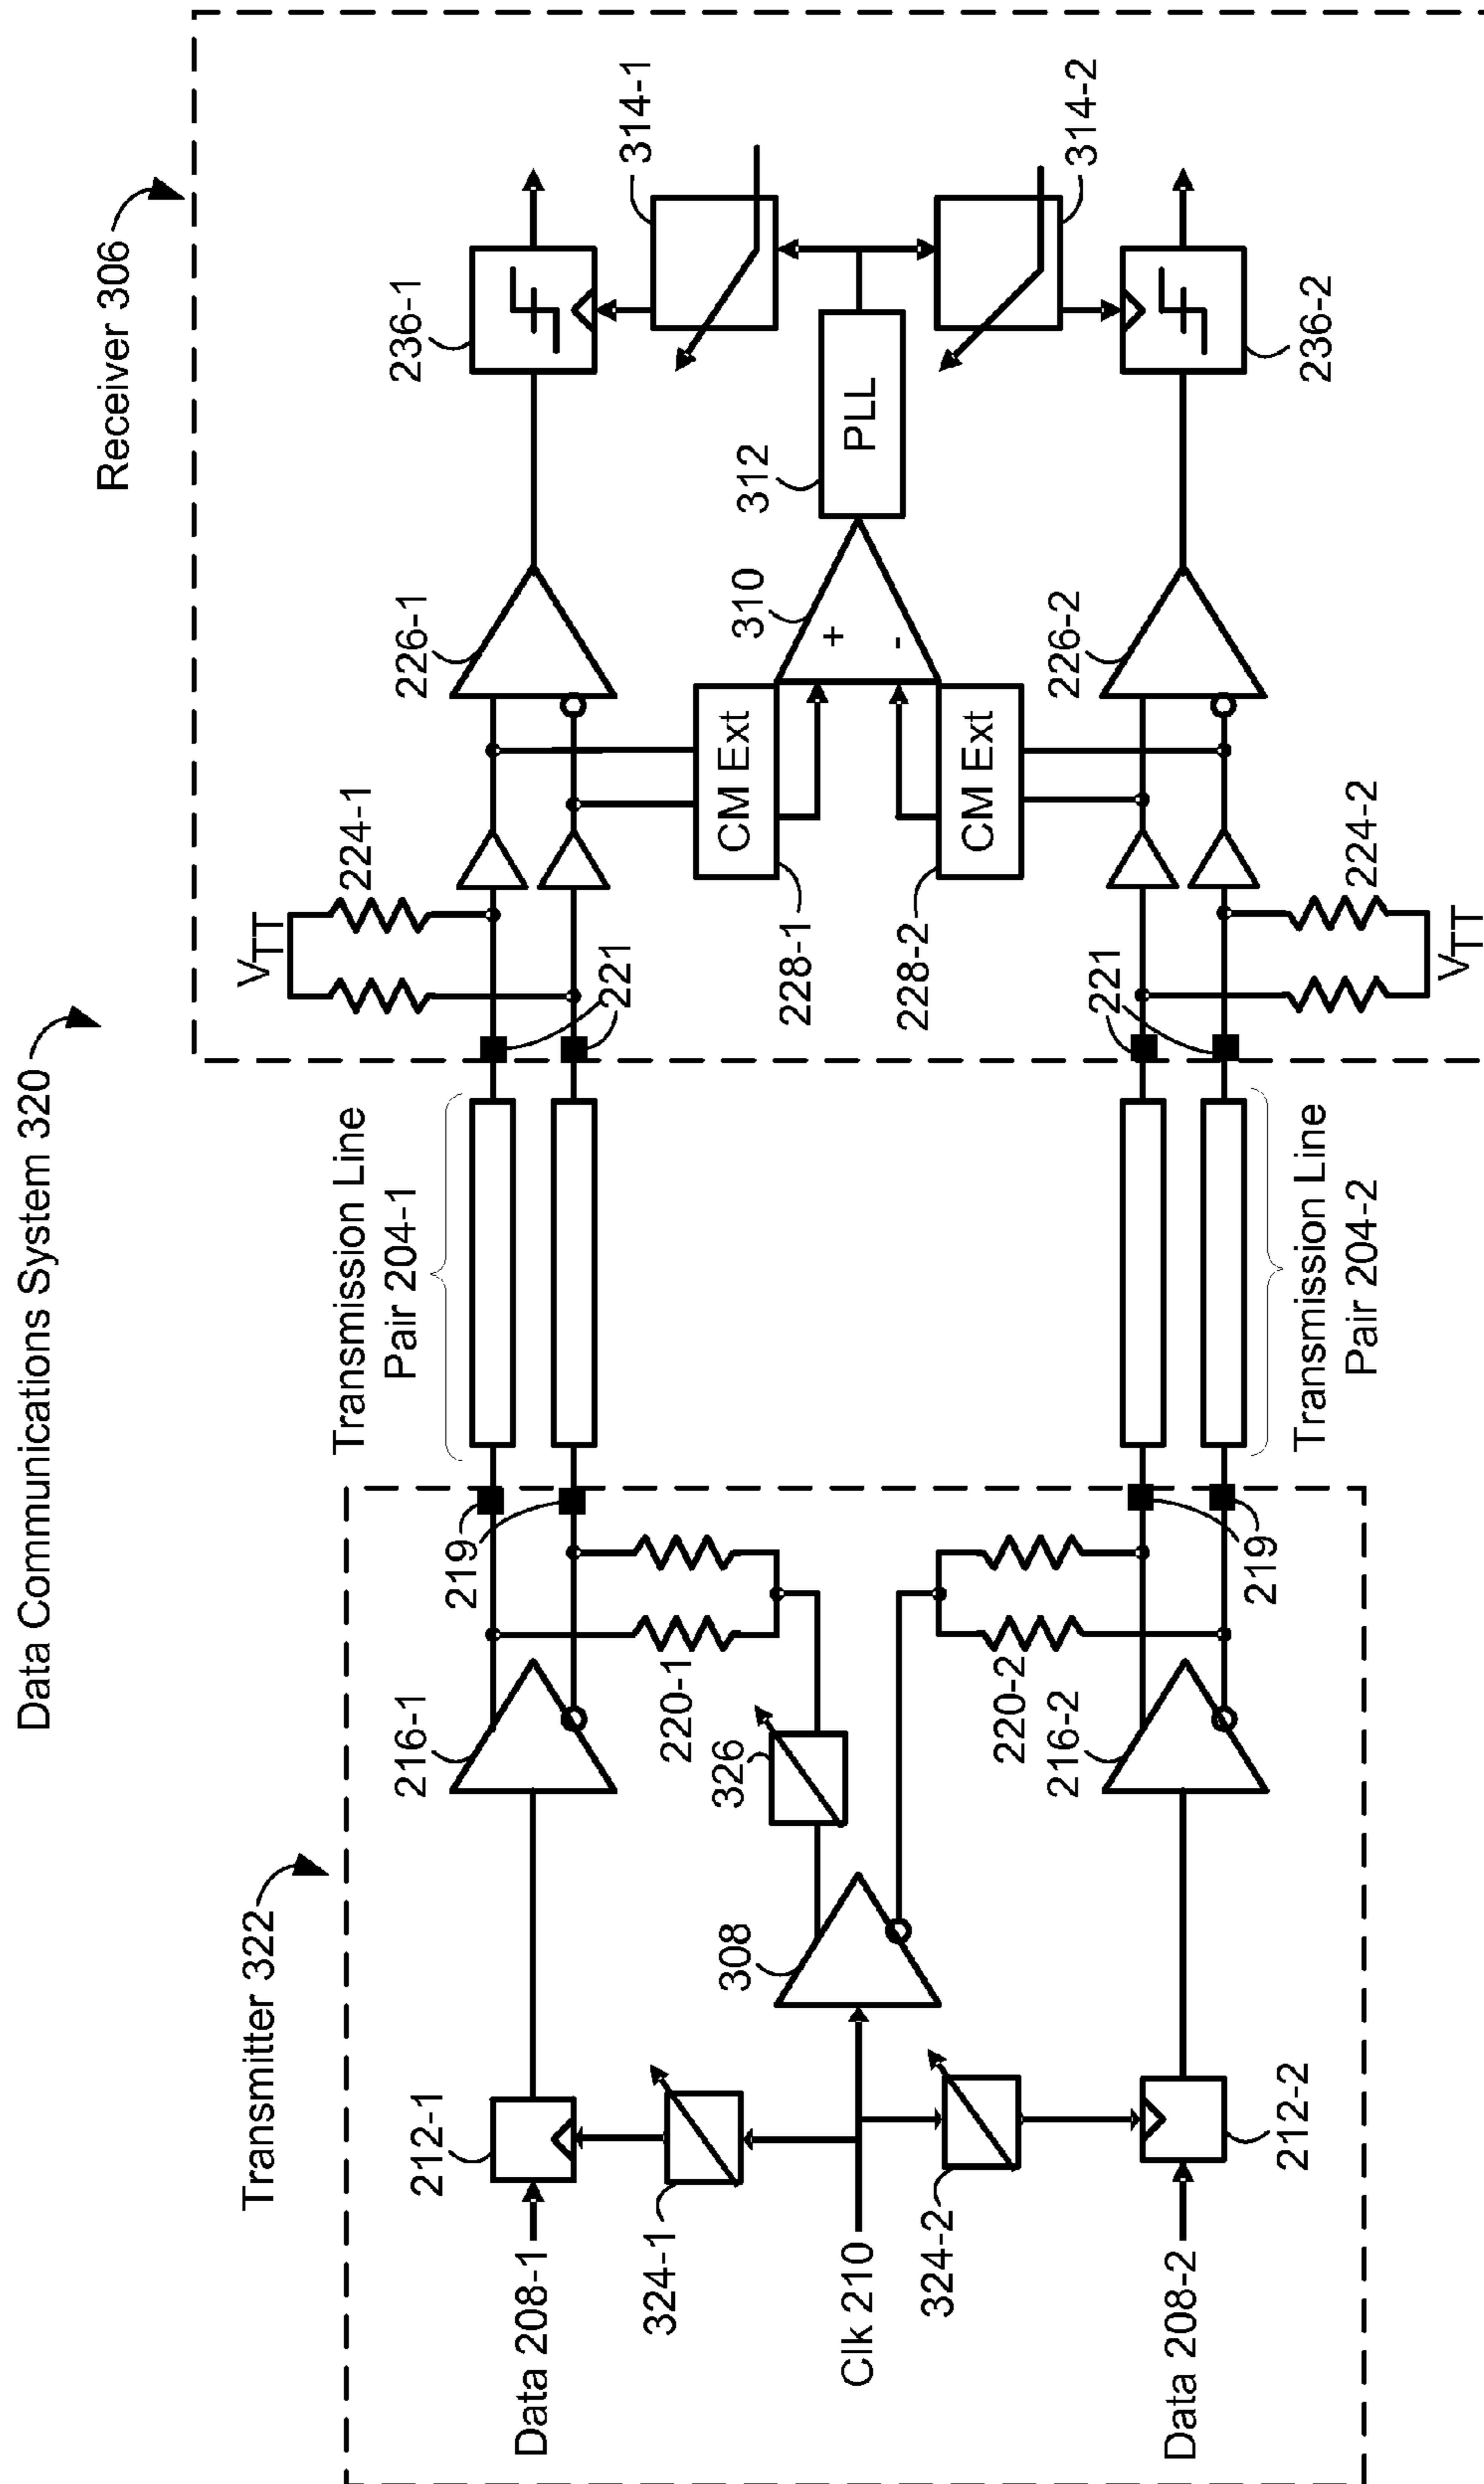 Data Communications System 320
Transmitter 322
Receiver 306
Data 208-1
212-1
324-1
Clk 210
324-2
Data 208-2
212-2
308
326
216-1
220-1
220-2
216-2
219
219
Transmission Line
Pair 204-1
Transmission Line
Pair 204-2
VTT
224-1
221
228-1
CM Ext
228-2
CM Ext
221
224-2
VTT
226-1
310
+
-
226-2
312
PLL
236-1
314-1
314-2
236-2